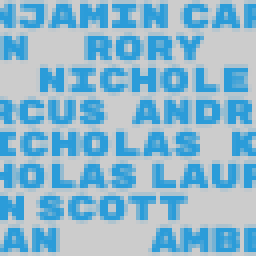 NJAMIN CAR
N RORY
NICHOLE
RCUS ANDR
ICHOLAS K
HOLAS LAUR
N SCOTT
AN AMBE